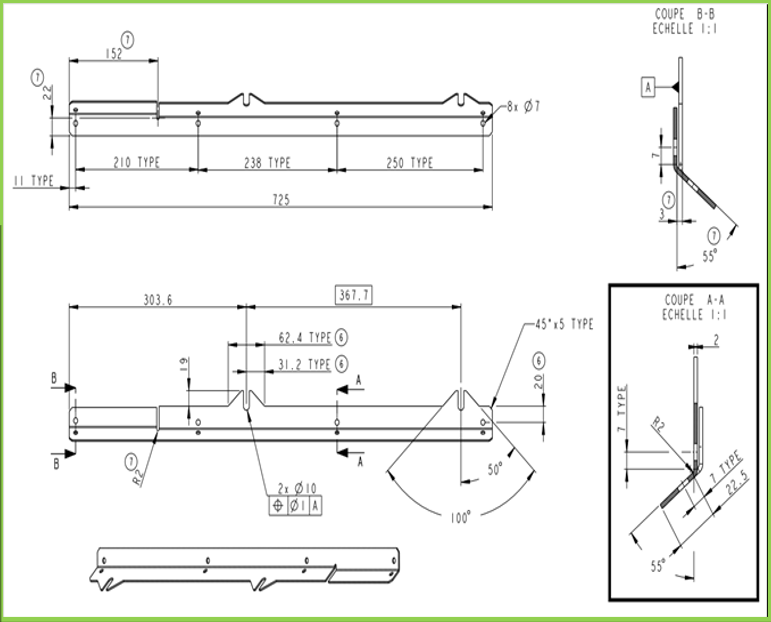 COUPE B-B
ECHELLE 1:1
7
152
7
22
A
8x Ø7
7
210 TYPE
238 TYPE
250 TYPE
11 TYPE
725
7
3
7
55°
303.6
367.7
COUPE A-A
ECHELLE 1:1
45°x5 TYPE
62.4 TYPE 6
2
19
31.2 TYPE 6
6
20
B
A
7 TYPE
R2
B
A
7
R2
50°
7 TYPE
22.5
2x Ø10
Ø1 A
100°
55°